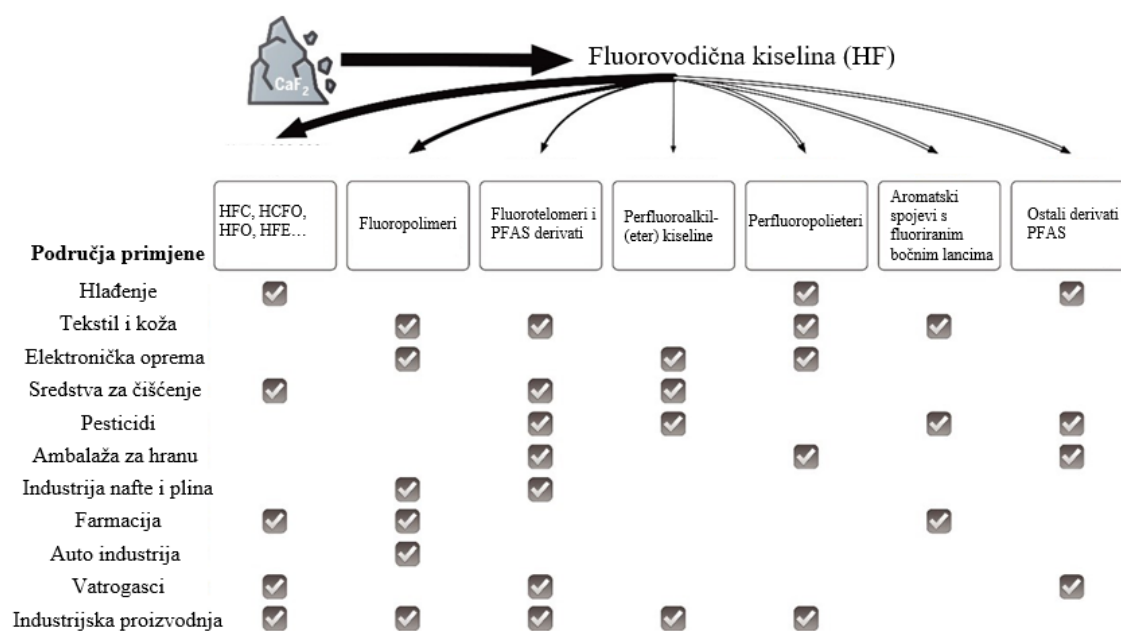 CaF2
Fluorovodična kiselina (HF)
HFC, HCFO,
HFO, HFE...
Fluoropolimeri
Fluorotelomeri i
PFAS derivati
Perfluoroalkil-
(eter) kiseline
Perfluoropolieteri
Aromatski
spojevi s
fluoriranim
bočnim lancima
Ostali derivati
PFAS
Područja primjene
Hlađenje
Tekstil i koža
Elektronička oprema
Sredstva za čišćenje
Pesticidi
Ambalaža za hranu
Industrija nafte i plina
Farmacija
Auto industrija
Vatrogasci
Industrijska proizvodnja